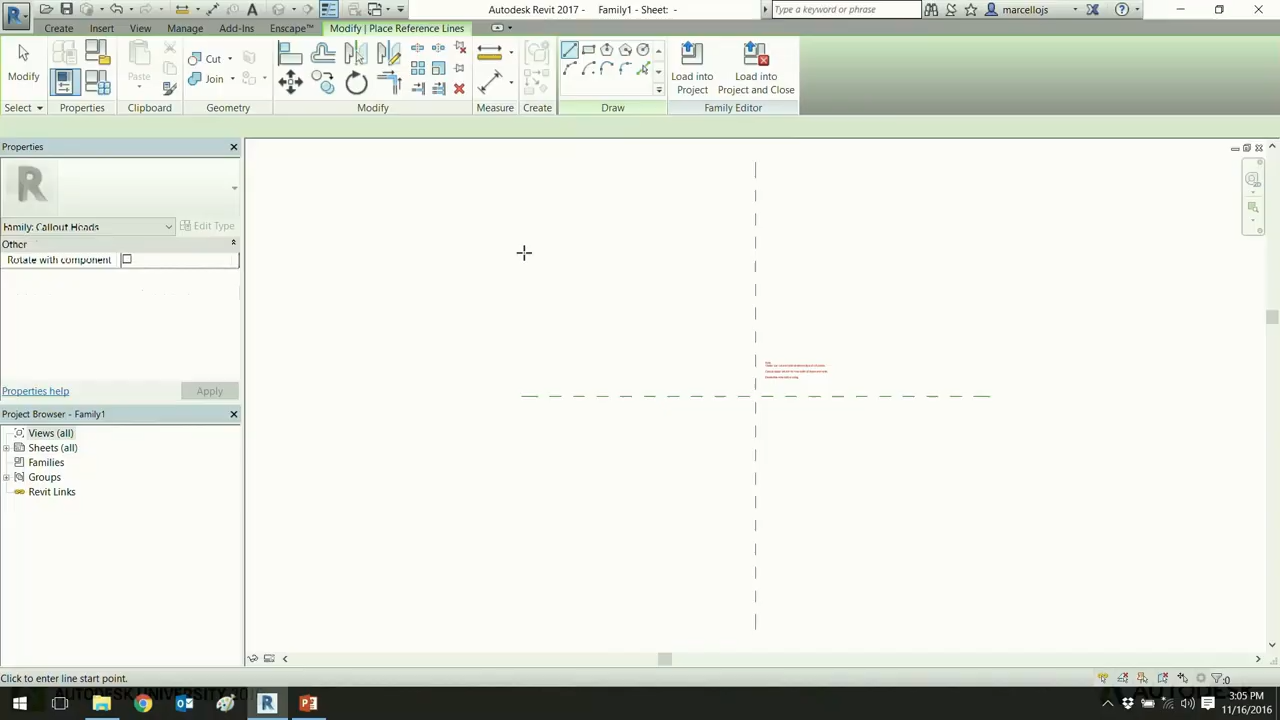 Autodesk Revit 2017 - Family1 - Sheet: -
Type a keyword or phrase
marcellojs
Create Insert View Manage Add-Ins Enscape™ Modify | Place Reference Lines
Modify
Paste
Cut
Join
Load into
Project
Load into
Project and Close
Select Properties Clipboard Geometry Modify Measure Create Draw Family Editor
Properties
Family: Callout Heads
Edit Type
Other
Rotate with component
Properties help
Apply
Project Browser - Family1
Views (all)
Sheets (all)
Families
Groups
Revit Links
Click to enter line start point.
:0
3:05 PM
11/16/2016